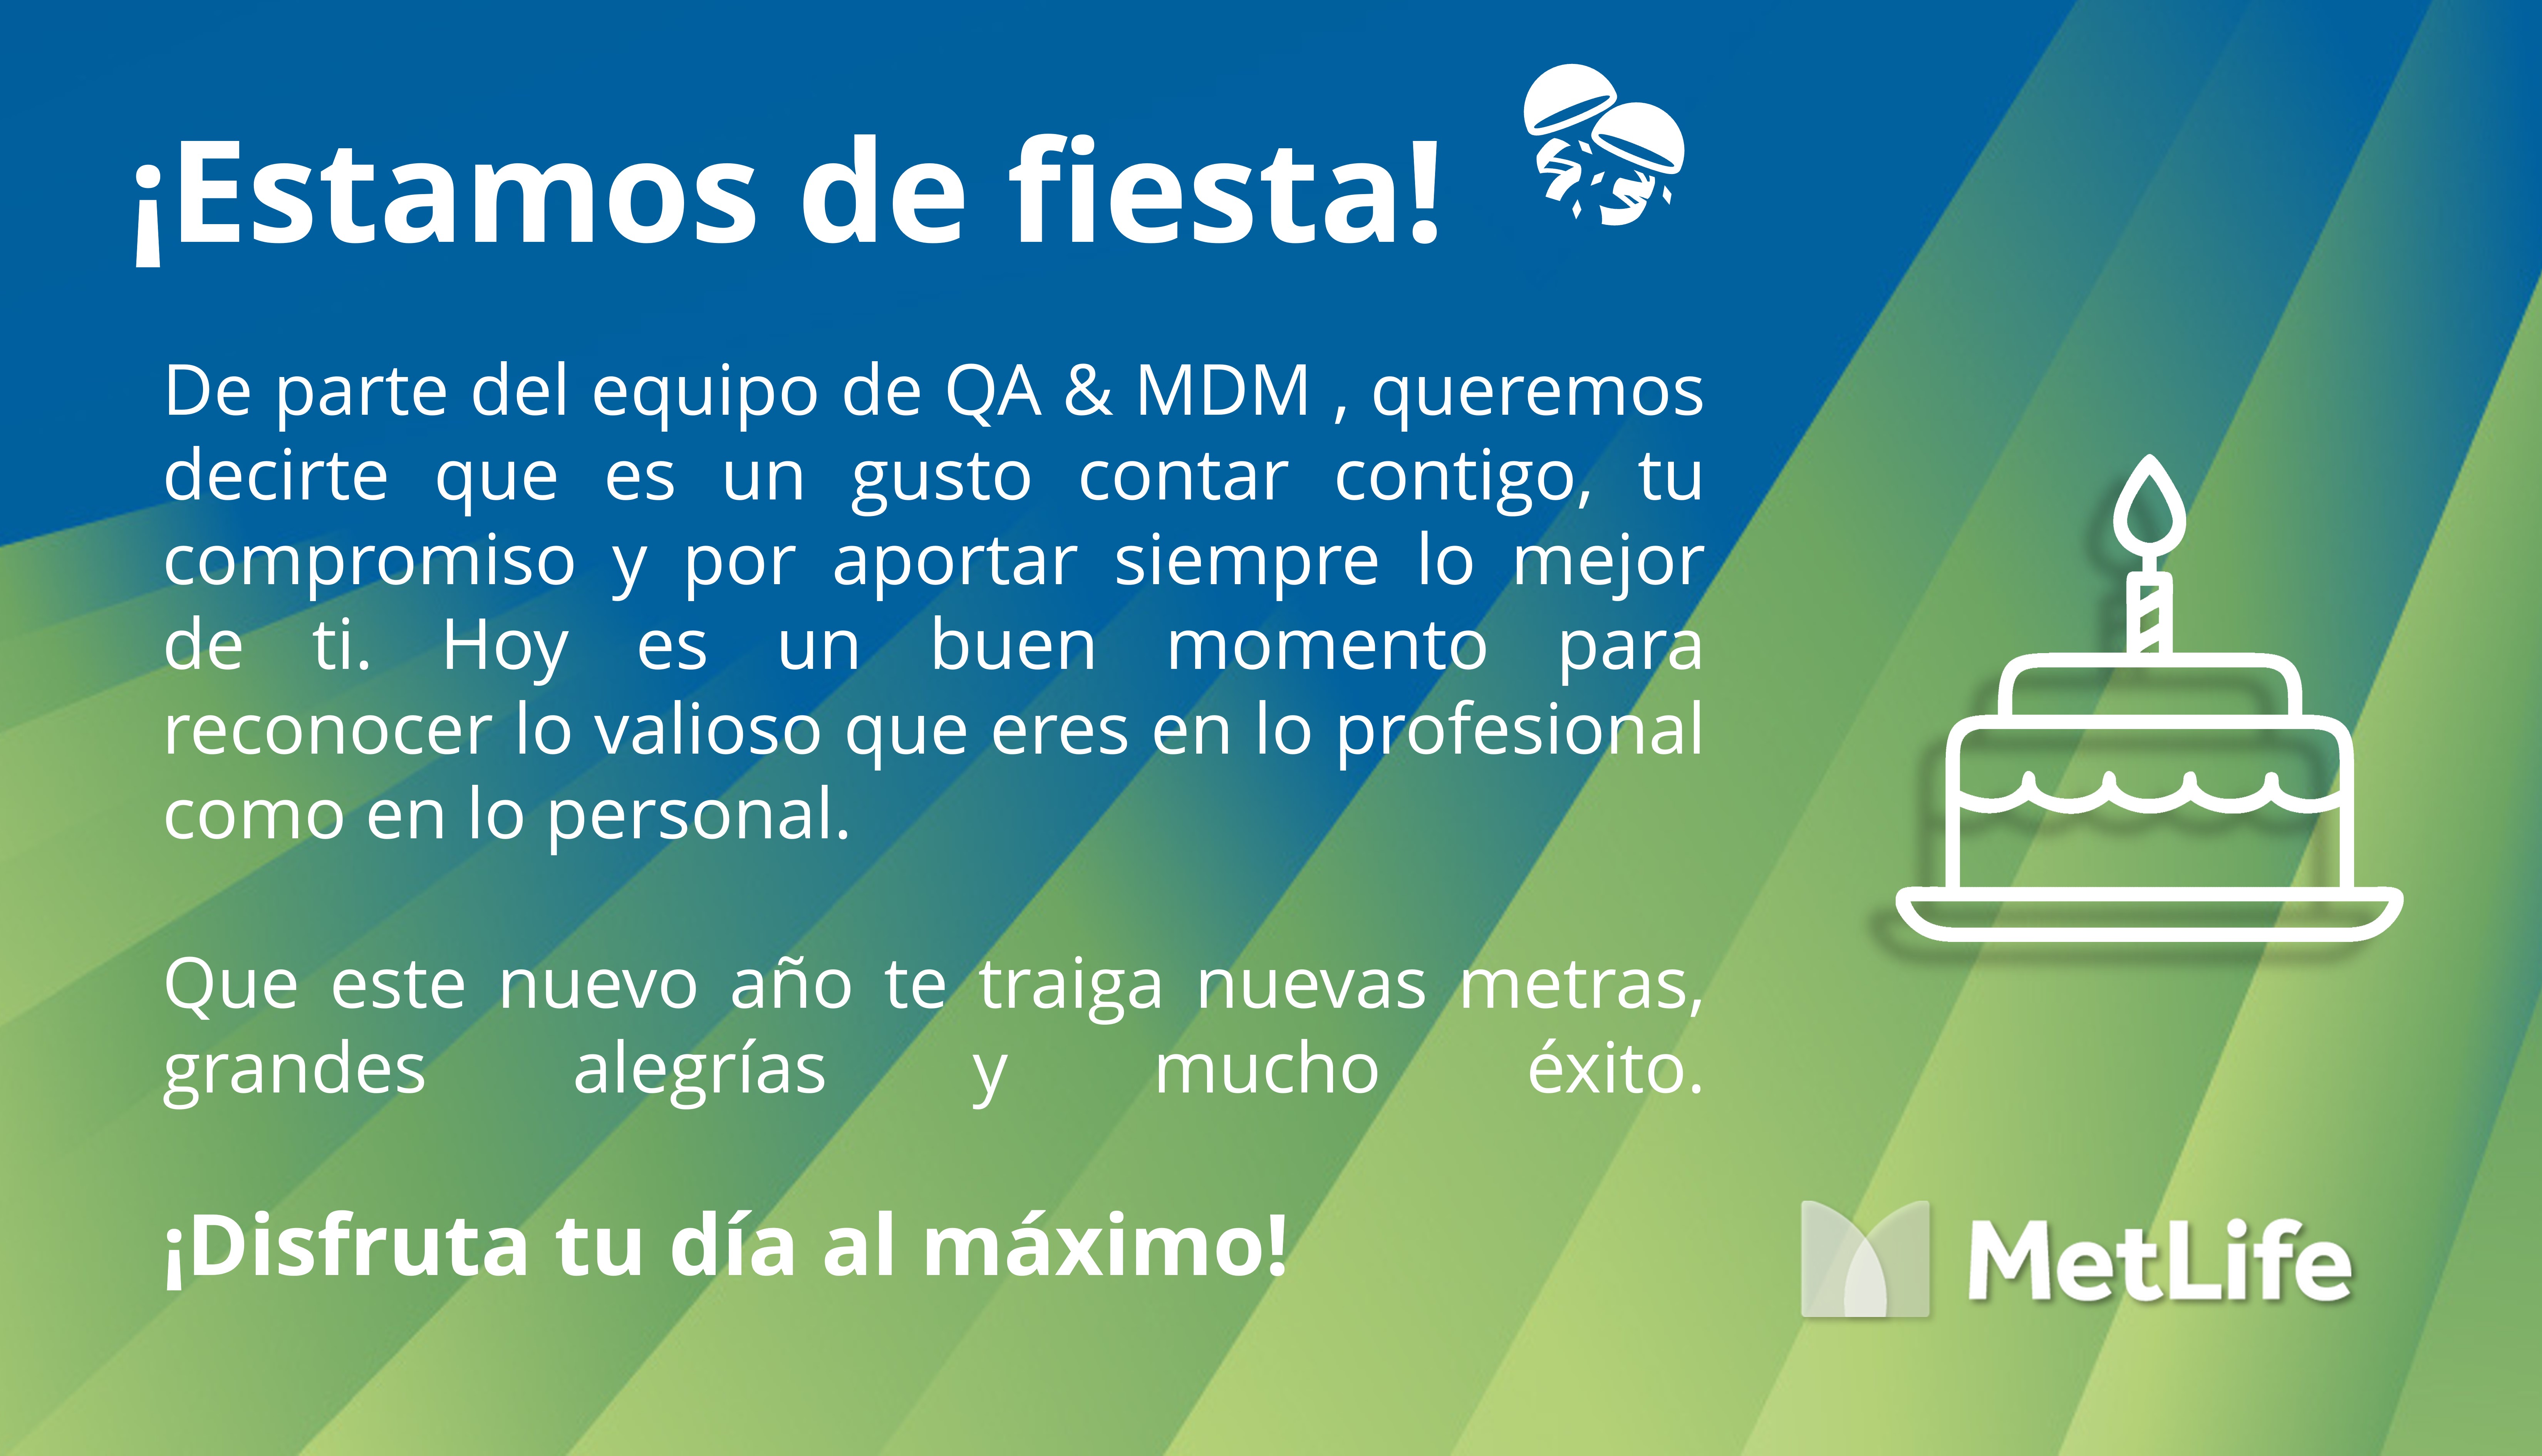 ¡Estamos de fiesta!
De parte del equipo de QA & MDM , queremos
decirte que es un gusto contar contigo, tu
compromiso y por aportar siempre lo mejor
de ti. Hoy es un buen momento para
reconocer lo valioso que eres en lo profesional
como en lo personal.
Que este nuevo año te traiga nuevas metras,
grandes alegrías y mucho éxito.
¡Disfruta tu día al máximo!
MetLife